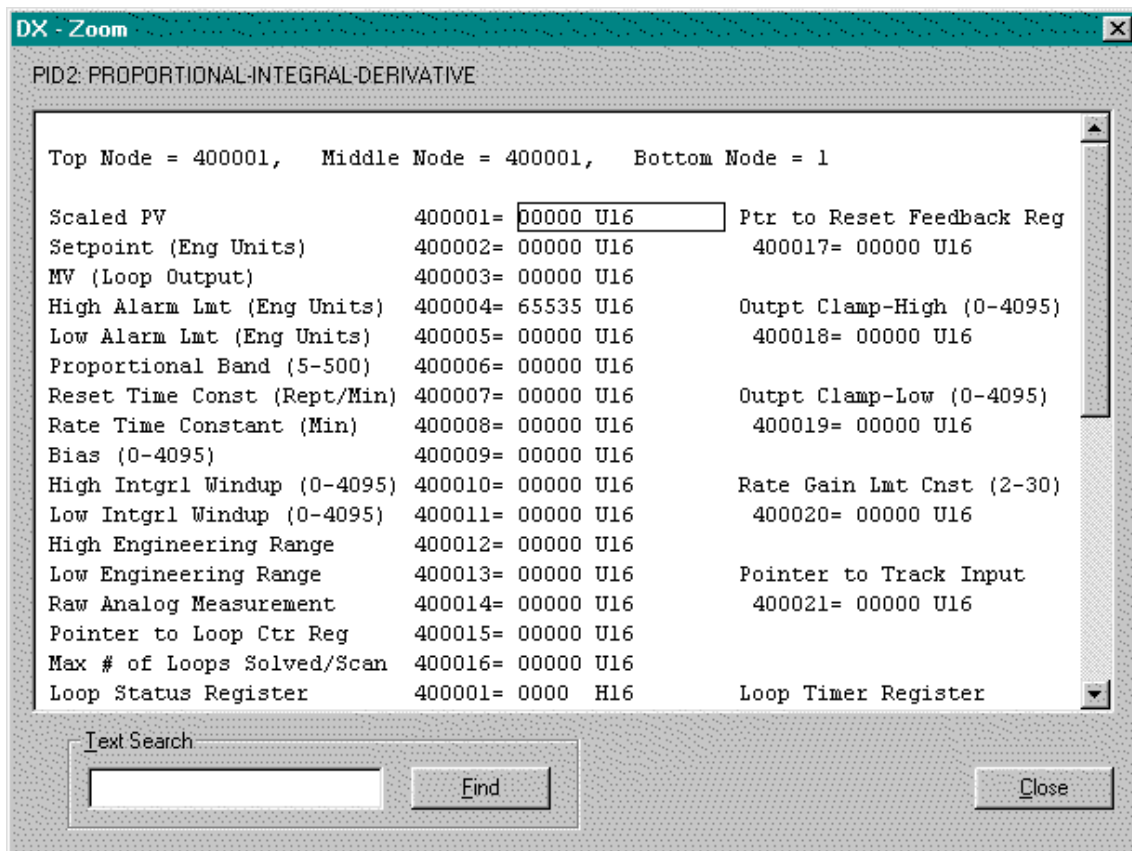 DX - Zoom
PID2: PROPORTIONAL-INTEGRAL-DERIVATIVE
Top Node = 400001, Middle Node = 400001, Bottom Node = 1
Scaled PV 400001= 00000 U16 Ptr to Reset Feedback Reg
Setpoint (Eng Units) 400002= 00000 U16 400017= 00000 U16
MV (Loop Output) 400003= 00000 U16
High Alarm Lmt (Eng Units) 400004= 65535 U16 Outpt Clamp-High (0-4095)
Low Alarm Lmt (Eng Units) 400005= 00000 U16 400018= 00000 U16
Proportional Band (5-500) 400006= 00000 U16
Reset Time Const (Rept/Min) 400007= 00000 U16 Outpt Clamp-Low (0-4095)
Rate Time Constant (Min) 400008= 00000 U16 400019= 00000 U16
Bias (0-4095) 400009= 00000 U16
High Intgrl Windup (0-4095) 400010= 00000 U16 Rate Gain Lmt Cnst (2-30)
Low Intgrl Windup (0-4095) 400011= 00000 U16 400020= 00000 U16
High Engineering Range 400012= 00000 U16
Low Engineering Range 400013= 00000 U16 Pointer to Track Input
Raw Analog Measurement 400014= 00000 U16 400021= 00000 U16
Pointer to Loop Ctr Reg 400015= 00000 U16
Max # of Loops Solved/Scan 400016= 00000 U16
Loop Status Register 400001= 0000 H16 Loop Timer Register
Text Search
Find
Close